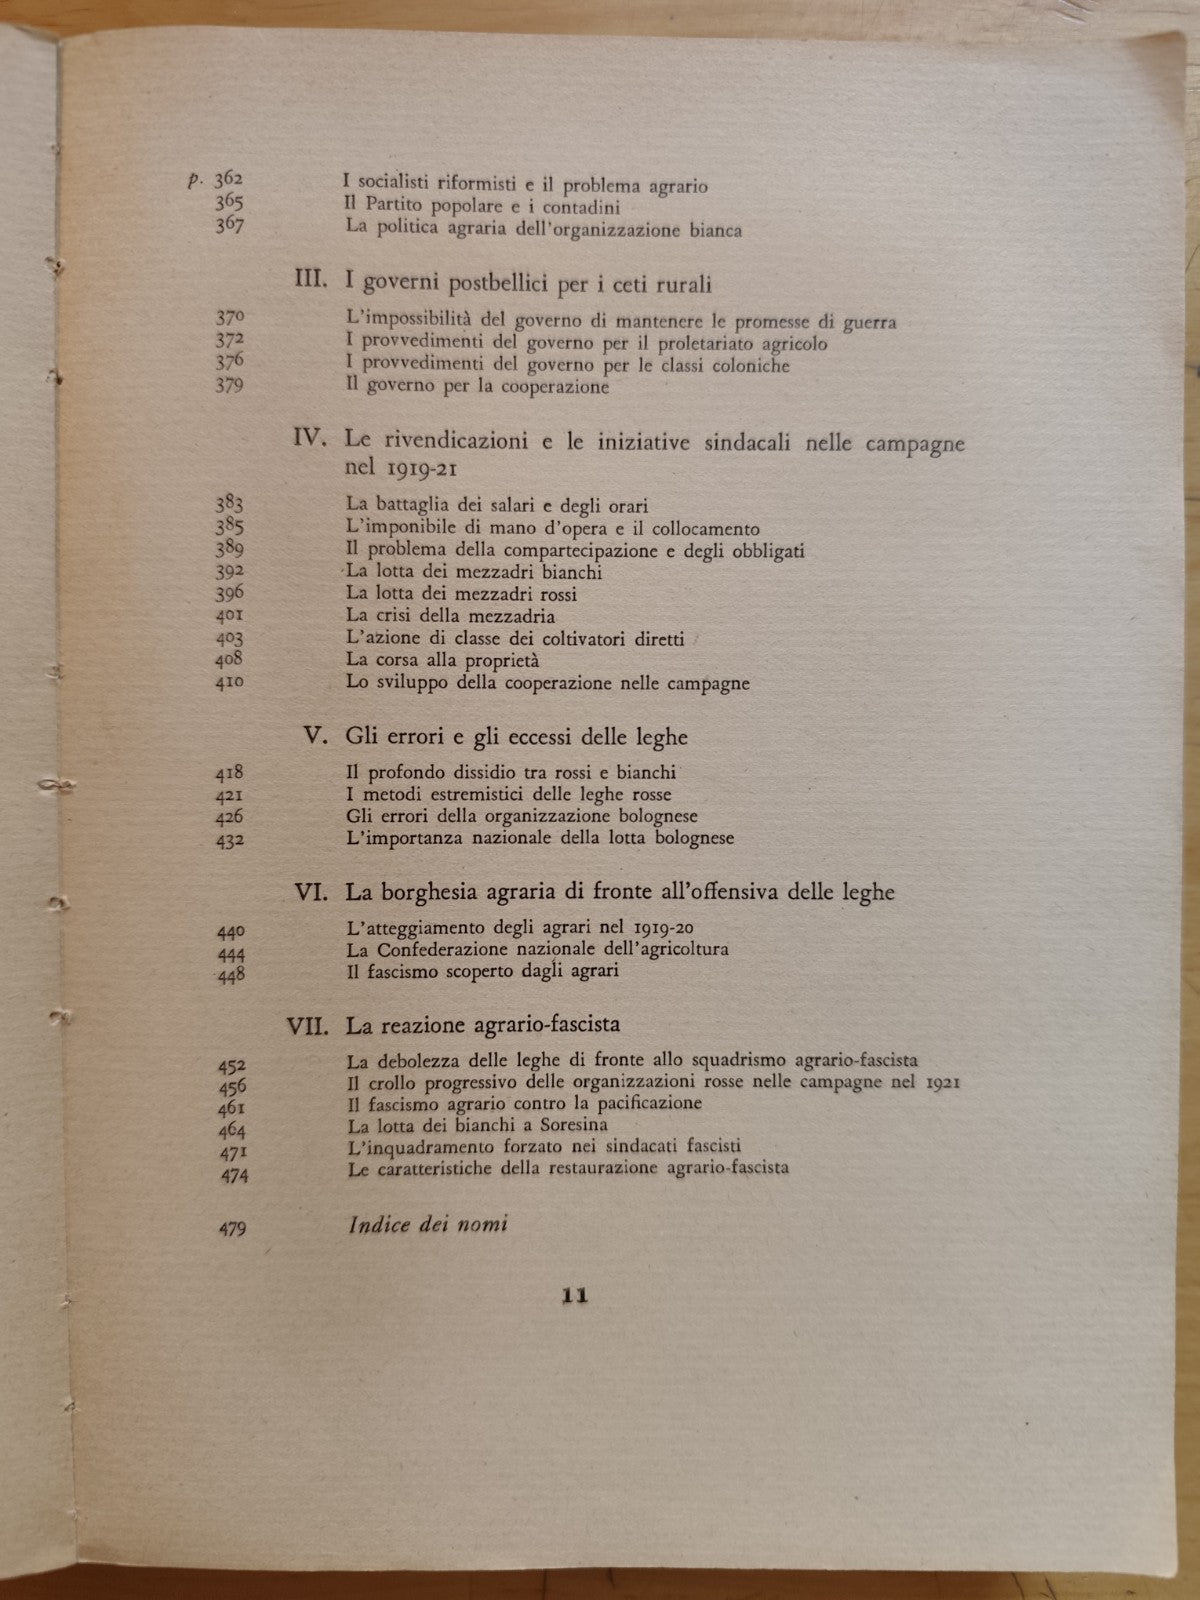 p. 362 I socialisti riformisti e il problema agrario
365 Il Partito popolare e i contadini
367 La politica agraria dell'organizzazione bianca
III. I governi postbellici per i ceti rurali
370 L'impossibilità del governo di mantenere le promesse di guerra
372 I provvedimenti del governo per il proletariato agricolo
376 I provvedimenti del governo per le classi coloniche
379 Il governo per la cooperazione
IV. Le rivendicazioni e le iniziative sindacali nelle campagne
nel 1919-21
383 La battaglia dei salari e degli orari
385 L'imponibile di mano d'opera e il collocamento
389 Il problema della compartecipazione e degli obbligati
392 La lotta dei mezzadri bianchi
396 La lotta dei mezzadri rossi
401 La crisi della mezzadria
403 L'azione di classe dei coltivatori diretti
408 La corsa alla proprietà
410 Lo sviluppo della cooperazione nelle campagne
V. Gli errori e gli eccessi delle leghe
418 Il profondo dissidio tra rossi e bianchi
421 I metodi estremistici delle leghe rosse
426 Gli errori della organizzazione bolognese
432 L'importanza nazionale della lotta bolognese
VI. La borghesia agraria di fronte all'offensiva delle leghe
440 L'atteggiamento degli agrari nel 1919-20
444 La Confederazione nazionale dell'agricoltura
448 Il fascismo scoperto dagli agrari
VII. La reazione agrario-fascista
452 La debolezza delle leghe di fronte allo squadrismo agrario-fascista
456 Il crollo progressivo delle organizzazioni rosse nelle campagne nel 1921
461 Il fascismo agrario contro la pacificazione
464 La lotta dei bianchi a Soresina
471 L'inquadramento forzato nei sindacati fascisti
474 Le caratteristiche della restaurazione agrario-fascista
479 Indice dei nomi
11